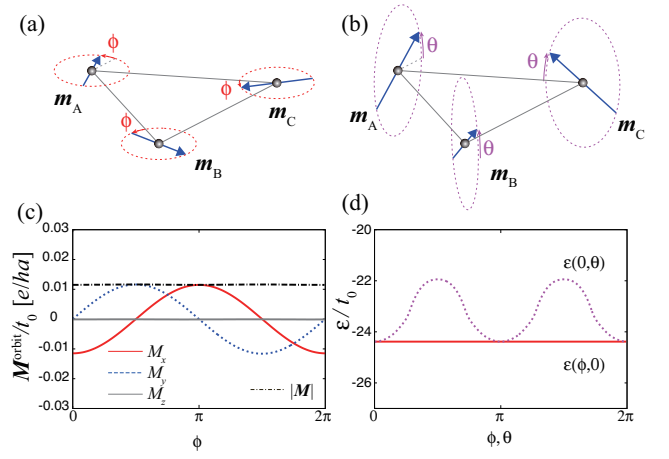 (a)
(b)
ϕ
ϕ
ϕ
m_A
m_B
m_C
θ
θ
θ
m_A
m_B
m_C
(c)
(d)
M^orbit/t_0 [e/ha]
0.03
0.02
0.01
0
-0.01
-0.02
-0.03
M_x
M_y
M_z
|M|
0
π
2π
ϕ
ε/t_0
-20
-22
-24
-26
ε(0,θ)
ε(ϕ,0)
0
π
2π
ϕ, θ